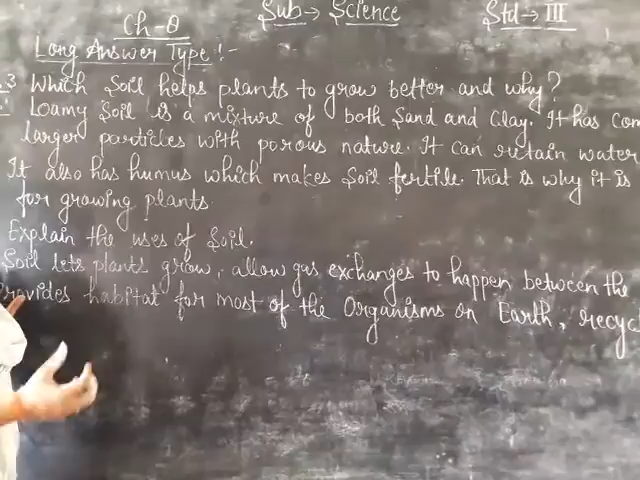 Ch-8 Sub → Science Std → III
Long Answer Type :-
.3 Which Soil helps plants to grow better and why?
Loamy Soil is a mixture of both Sand and Clay. It has com
larger particles with porous nature. It can retain water
It also has humus which makes Soil fertile. That is why it is
for growing plants.
Explain the uses of Soil.
Soil lets plants grow, allow gas exchanges to happen between the
Provides habitat for most of the Organisms on Earth, recyc